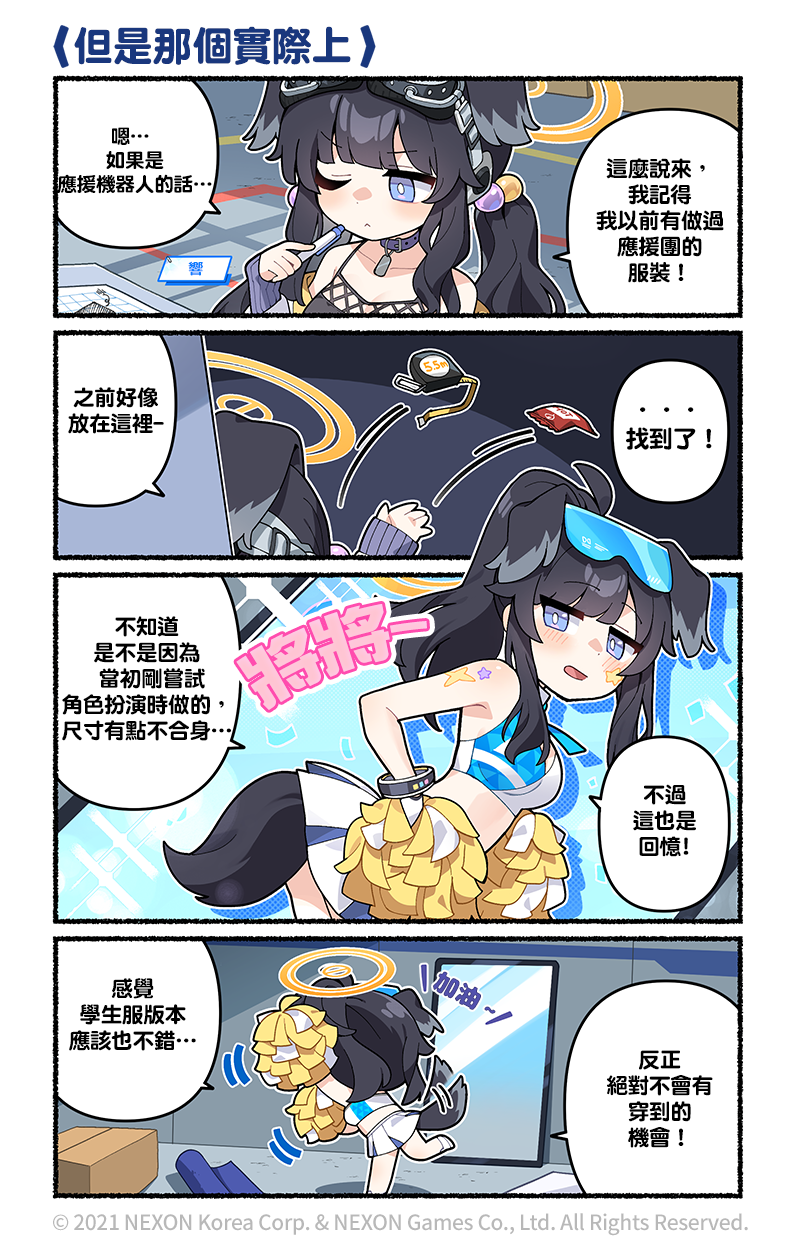 《但是那個實際上》
嗯…
如果是
應援機器人的話…
這麼說來，
我記得
我以前有做過
應援團的
服裝！
響
之前好像
放在這裡-
5.5m
・・・
找到了！
不知道
是不是因為
當初剛嘗試
角色扮演時做的，
尺寸有點不合身…
將將—
不過
這也是
回憶!
感覺
學生服版本
應該也不錯…
加油~
反正
絕對不會有
穿到的
機會！
© 2021 NEXON Korea Corp. & NEXON Games Co., Ltd. All Rights Reserved.